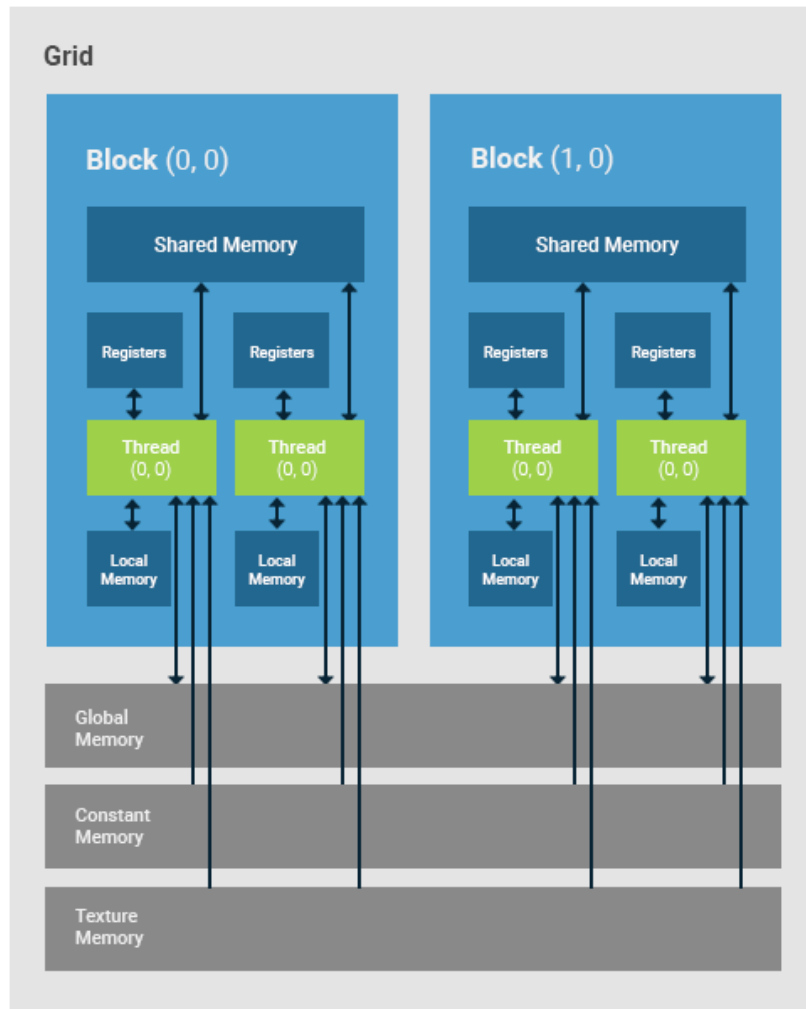 Grid
Block (0, 0)
Shared Memory
Registers
Registers
Thread
(0, 0)
Thread
(0, 0)
Local
Memory
Local
Memory
Block (1, 0)
Shared Memory
Registers
Registers
Thread
(0, 0)
Thread
(0, 0)
Local
Memory
Local
Memory
Global
Memory
Constant
Memory
Texture
Memory